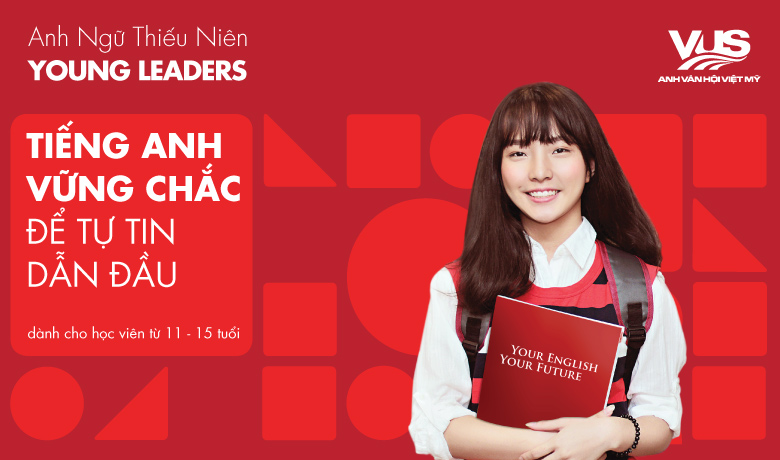 Anh Ngữ Thiếu Niên
YOUNG LEADERS
VUS
ANH VĂN HỘI VIỆT MỸ
TIẾNG ANH
VỮNG CHẮC
ĐỂ TỰ TIN
DẪN ĐẦU
dành cho học viên từ 11 - 15 tuổi
YOUR ENGLISH
YOUR FUTURE